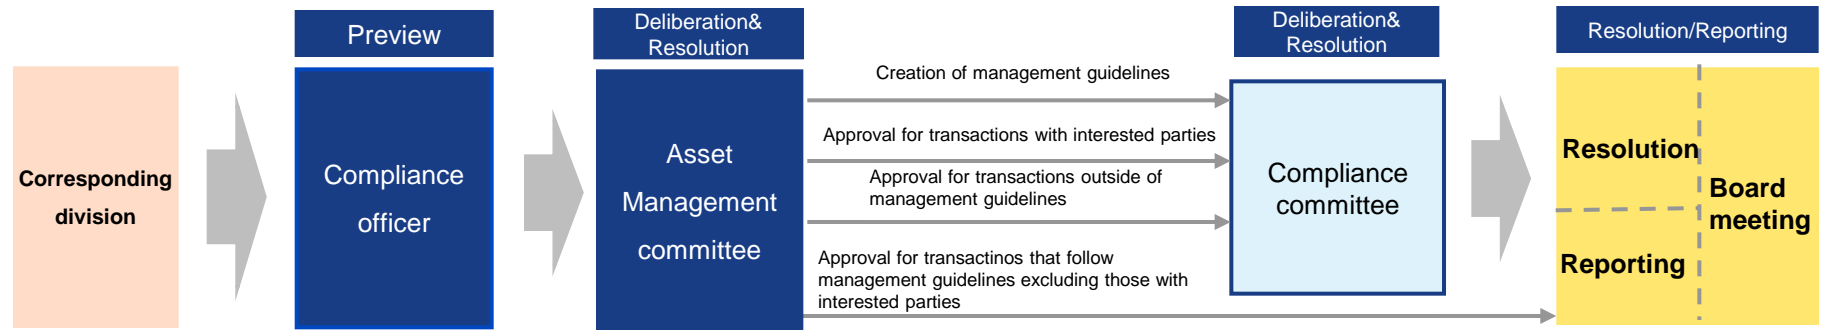 Preview
Deliberation&
Resolution
Deliberation&
Resolution
Resolution/Reporting
Corresponding
division
Compliance
officer
Asset
Management
committee
Creation of management guidelines
Approval for transactions with interested parties
Approval for transactions outside of
management guidelines
Approval for transactinos that follow
management guidelines excluding those with
interested parties
Compliance
committee
Resolution
Reporting
Board
meeting